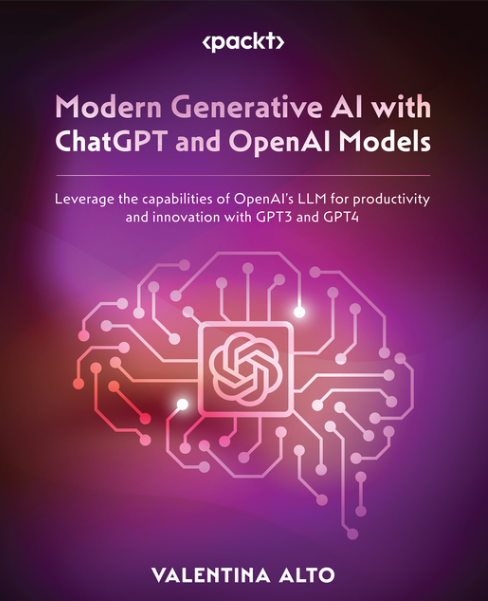 <packt>
Modern Generative AI with
ChatGPT and OpenAI Models
Leverage the capabilities of OpenAI's LLM for productivity
and innovation with GPT3 and GPT4
VALENTINA ALTO